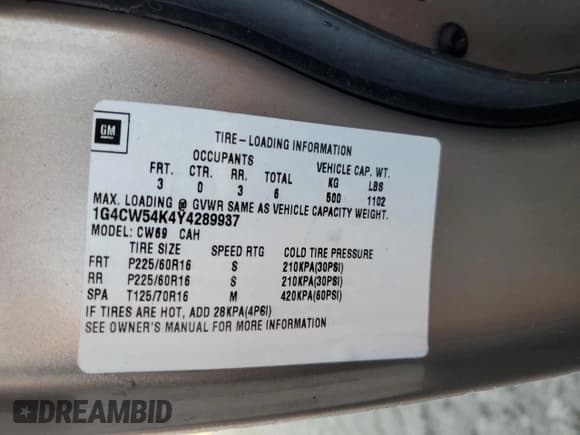 GM
TIRE-LOADING INFORMATION
OCCUPANTS VEHICLE CAP. WT.
FRT. CTR. RR. TOTAL KG LBS
3 0 3 6 500 1102
MAX. LOADING @ GVWR SAME AS VEHICLE CAPACITY WEIGHT.
1G4CW54K4Y4289937
MODEL: CW69 CAH
TIRE SIZE SPEED RTG COLD TIRE PRESSURE
FRT P225/60R16 S 210KPA(30PSI)
RR P225/60R16 S 210KPA(30PSI)
SPA T125/70R16 M 420KPA(60PSI)
IF TIRES ARE HOT, ADD 28KPA(4PSI)
SEE OWNER'S MANUAL FOR MORE INFORMATION
DREAMBID